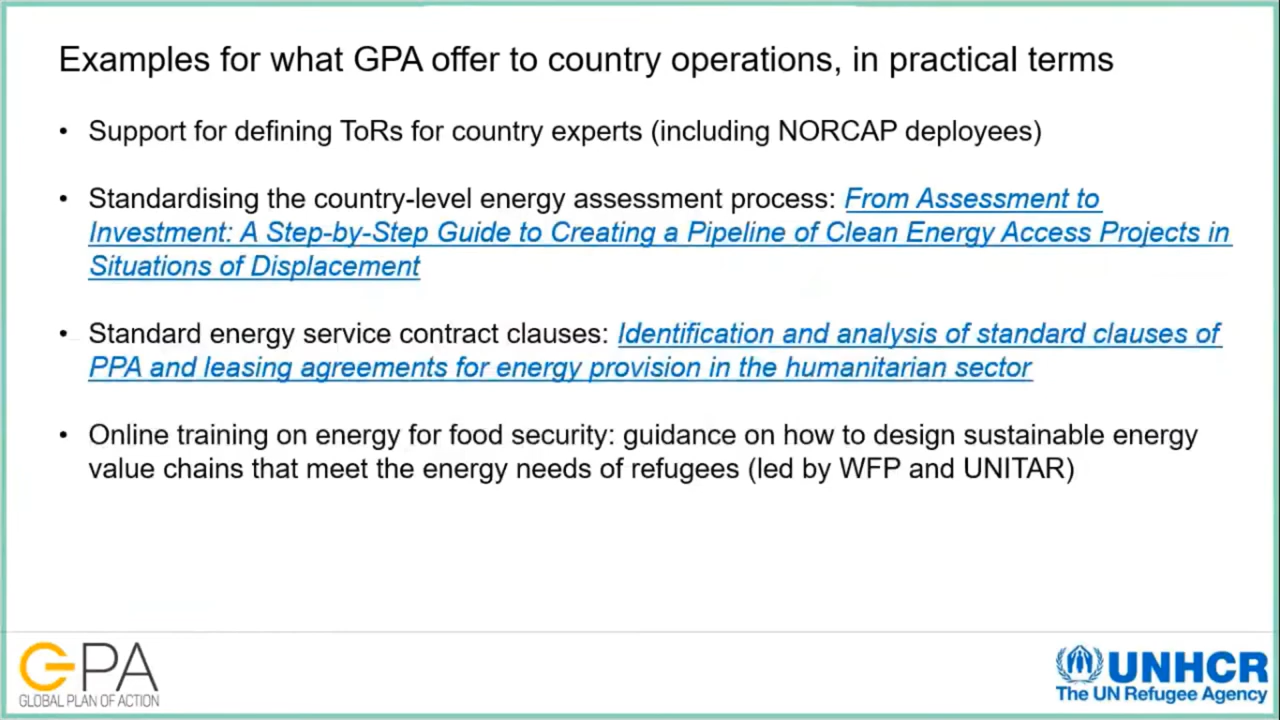 Examples for what GPA offer to country operations, in practical terms
• Support for defining ToRs for country experts (including NORCAP deployees)
• Standardising the country-level energy assessment process: From Assessment to
Investment: A Step-by-Step Guide to Creating a Pipeline of Clean Energy Access Projects in
Situations of Displacement
• Standard energy service contract clauses: Identification and analysis of standard clauses of
PPA and leasing agreements for energy provision in the humanitarian sector
• Online training on energy for food security: guidance on how to design sustainable energy
value chains that meet the energy needs of refugees (led by WFP and UNITAR)
GPA
GLOBAL PLAN OF ACTION
UNHCR
The UN Refugee Agency